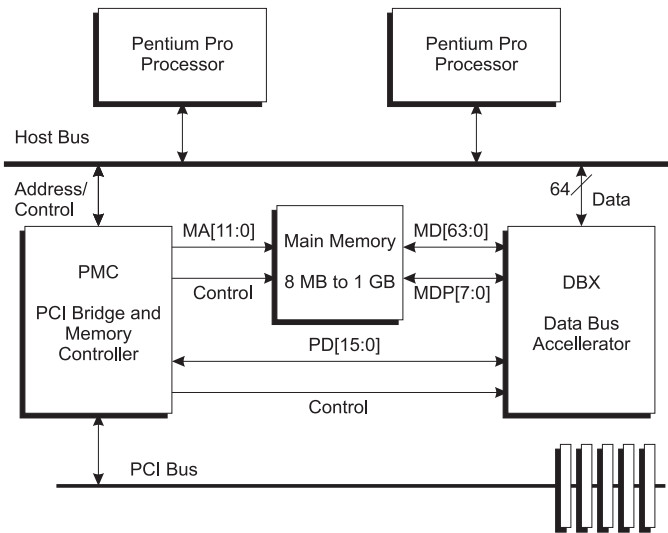 Pentium Pro
Processor
Pentium Pro
Processor
Host Bus
Address/
Control
64
Data
MA[11:0]
Main Memory
8 MB to 1 GB
MD[63:0]
Control
MDP[7:0]
PMC
PCI Bridge and
Memory
Controller
DBX
Data Bus
Accellerator
PD[15:0]
Control
PCI Bus